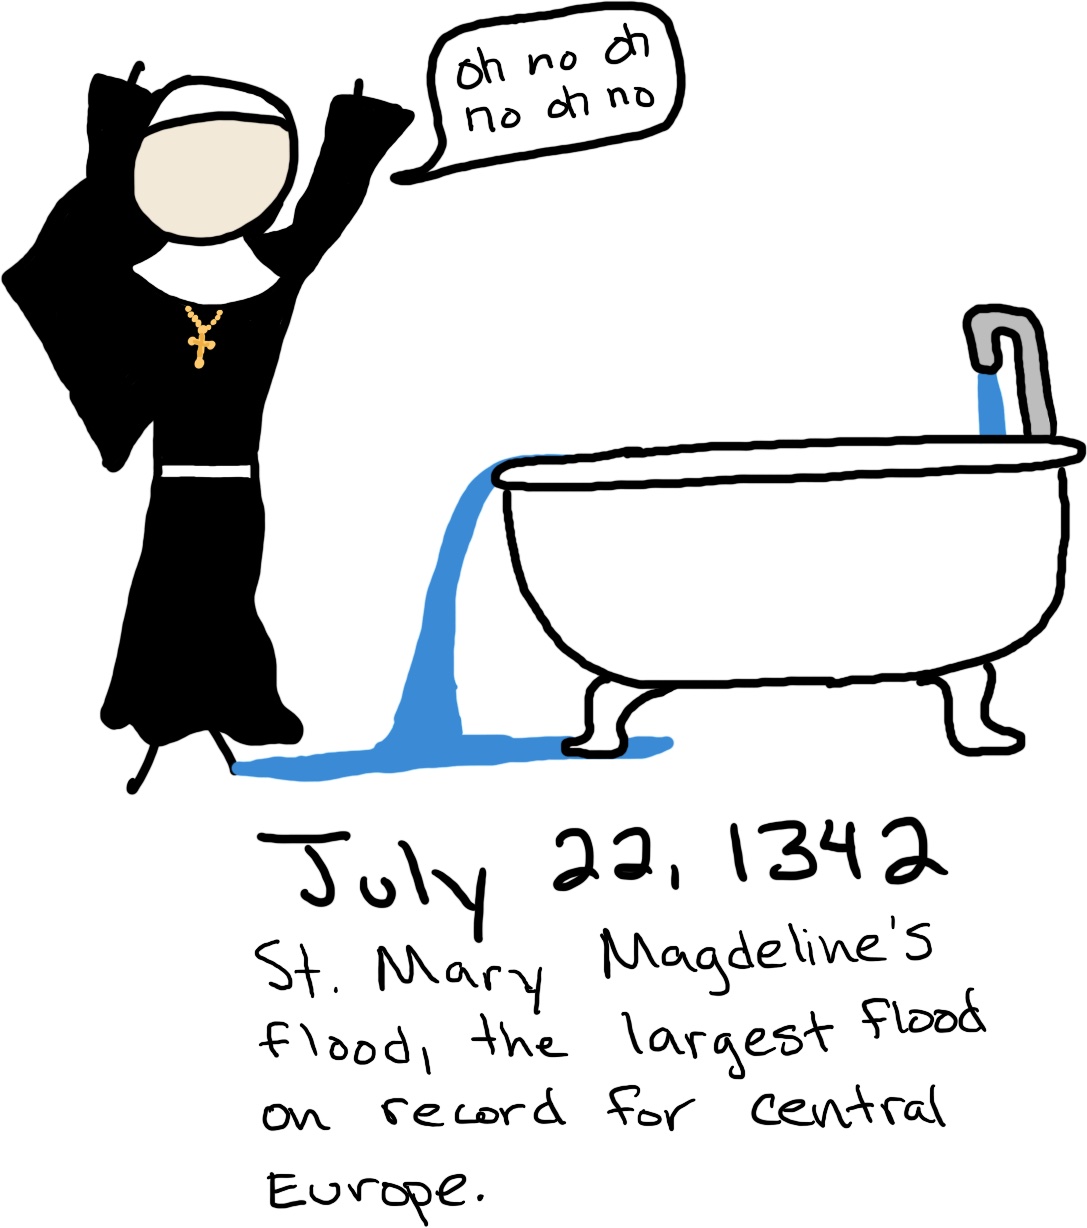 oh no oh
no oh no
July 22, 1342
St. Mary Magdeline's
flood, the largest flood
on record for central
Europe.